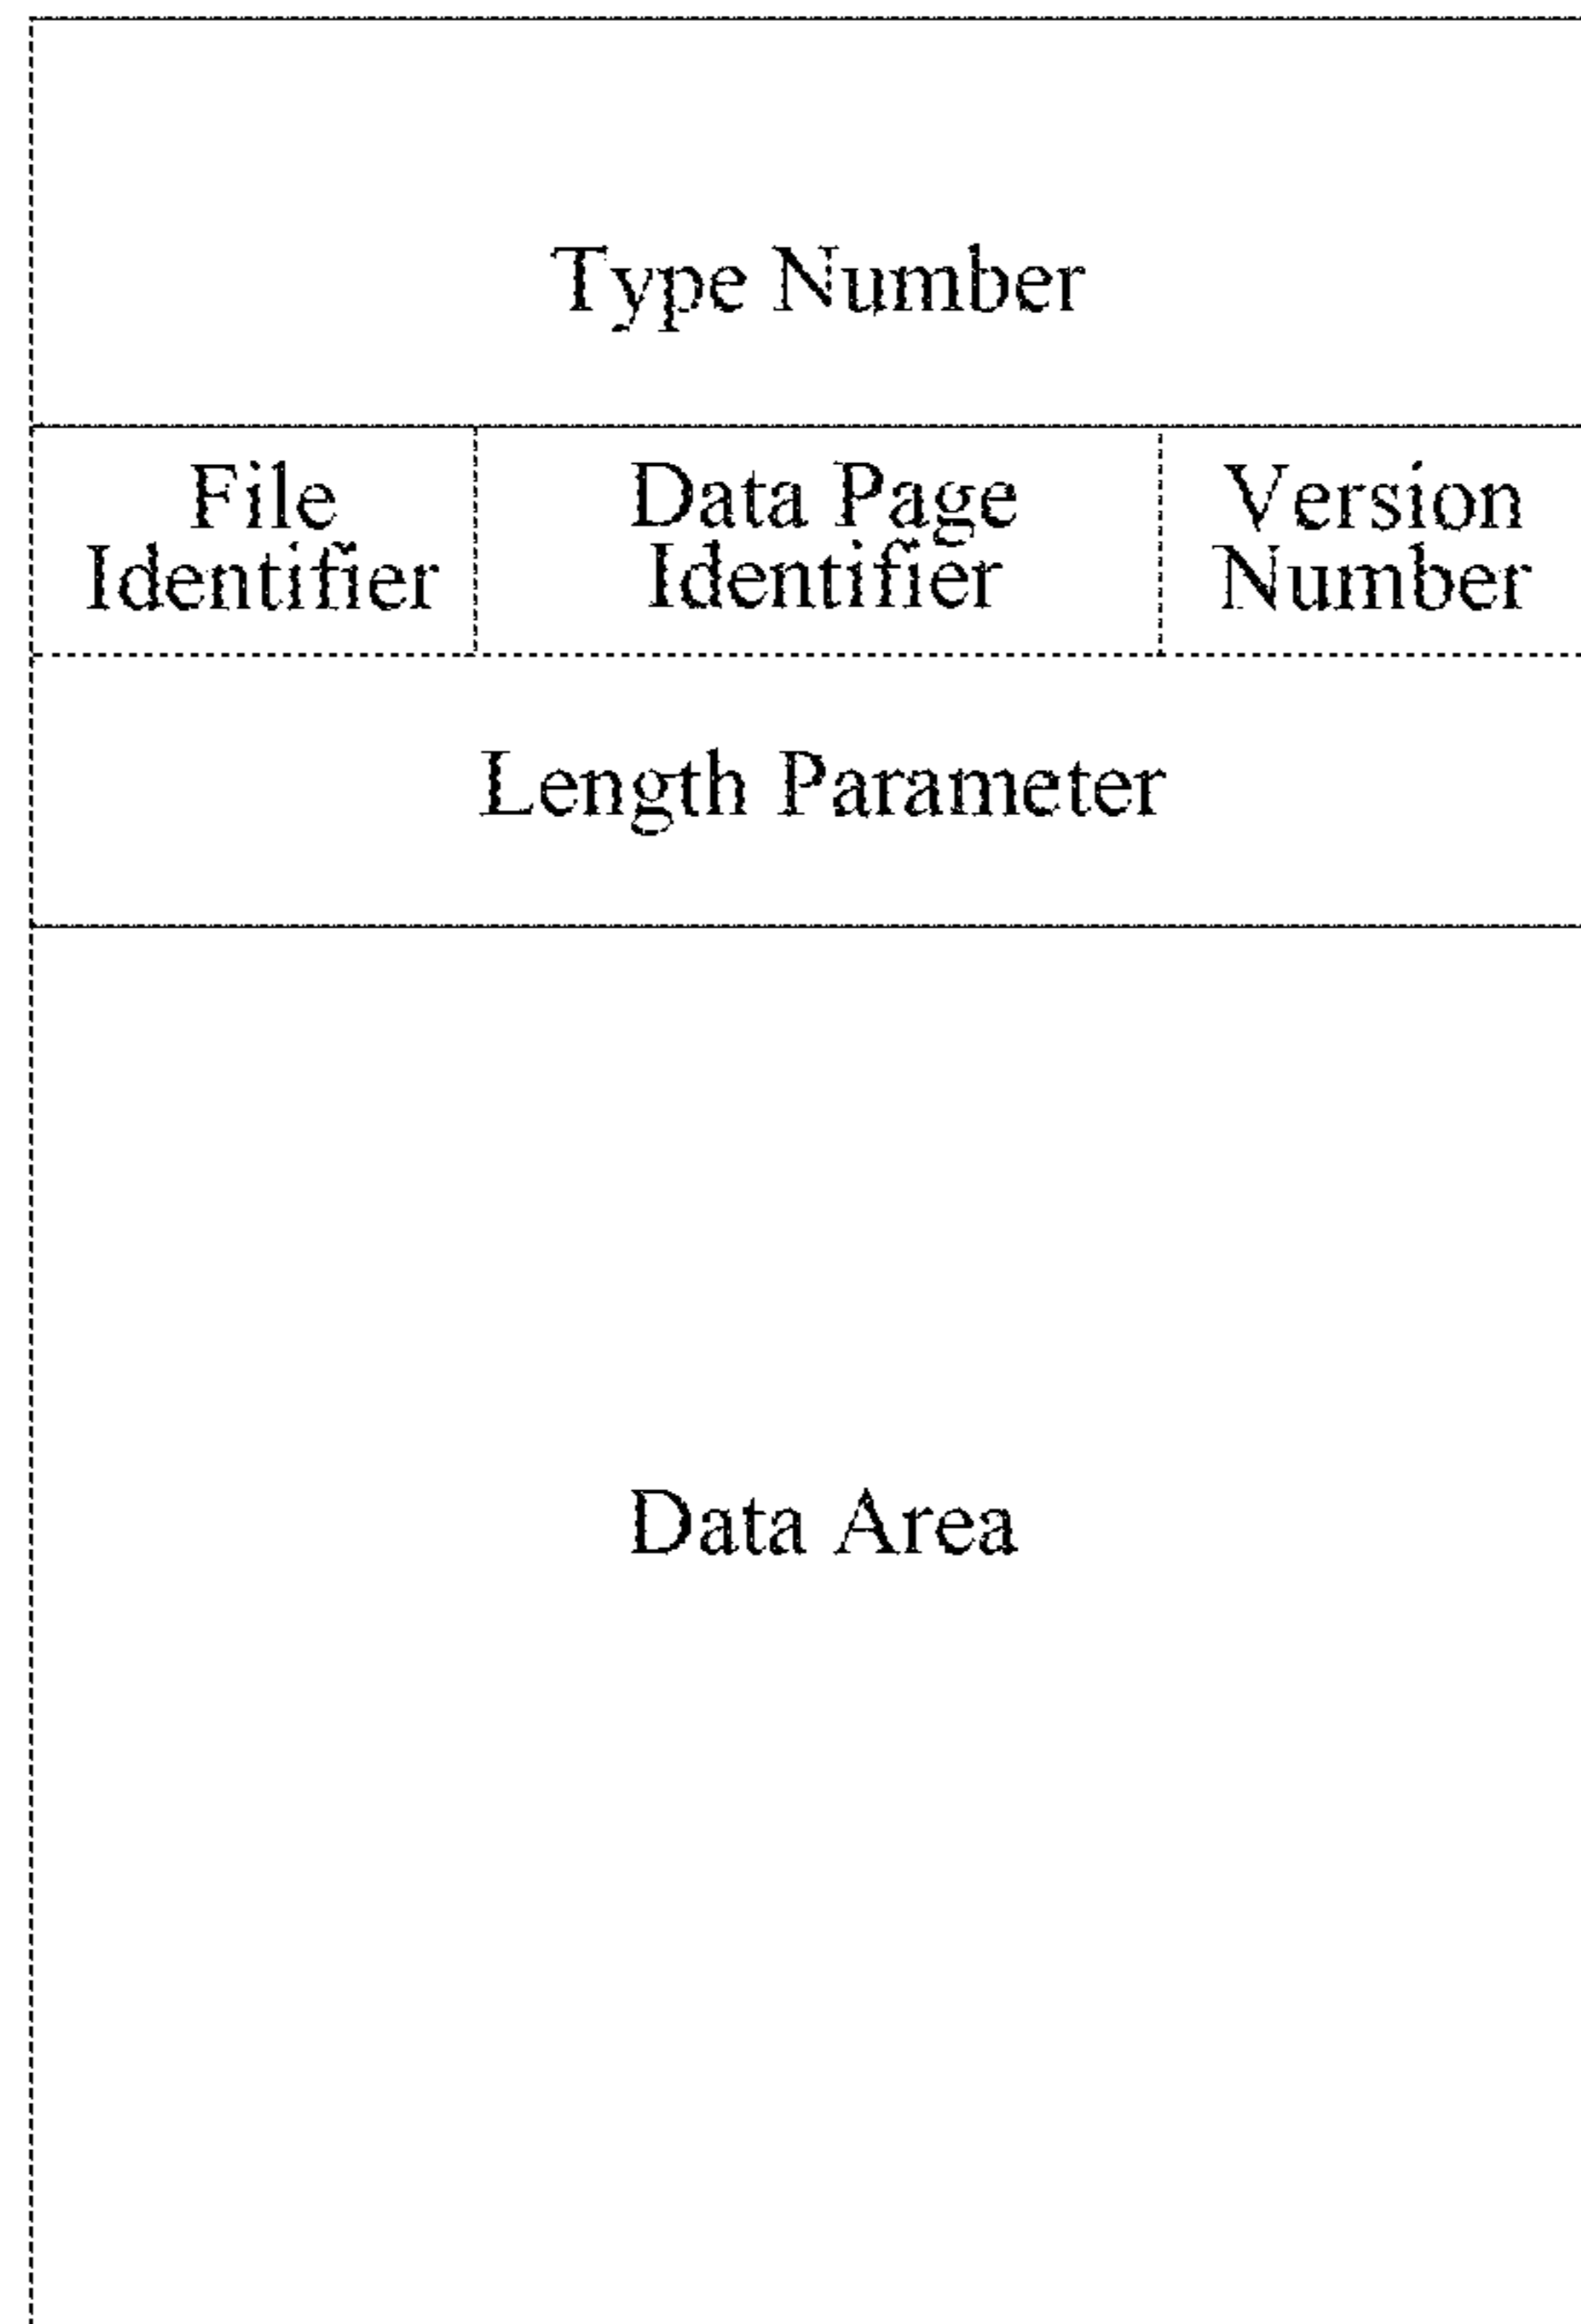 Type Number
File
Identifier
Data Page
Identifier
Version
Number
Length Parameter
Data Area